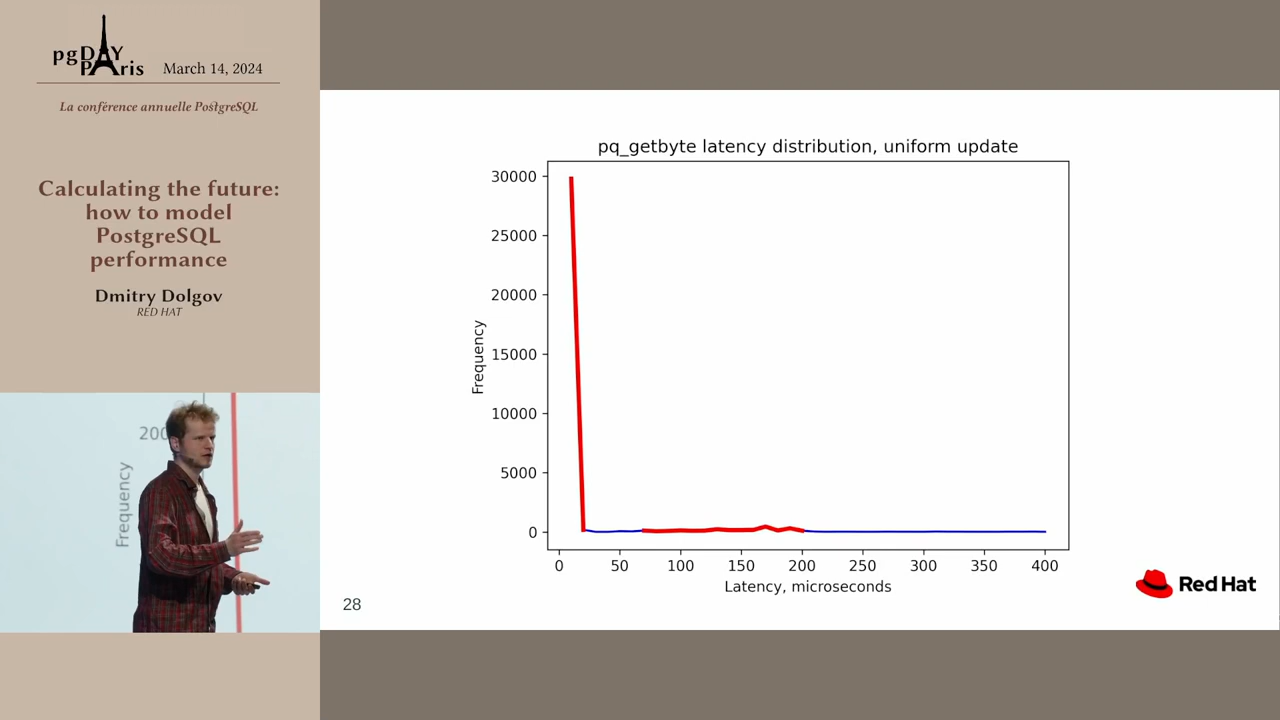 pgDAY
PAris
March 14, 2024
La conférence annuelle PostgreSQL
Calculating the future:
how to model
PostgreSQL
performance
Dmitry Dolgov
RED HAT
200
Frequency
pq_getbyte latency distribution, uniform update
30000
25000
20000
15000
10000
5000
0
Frequency
0 50 100 150 200 250 300 350 400
Latency, microseconds
28
Red Hat